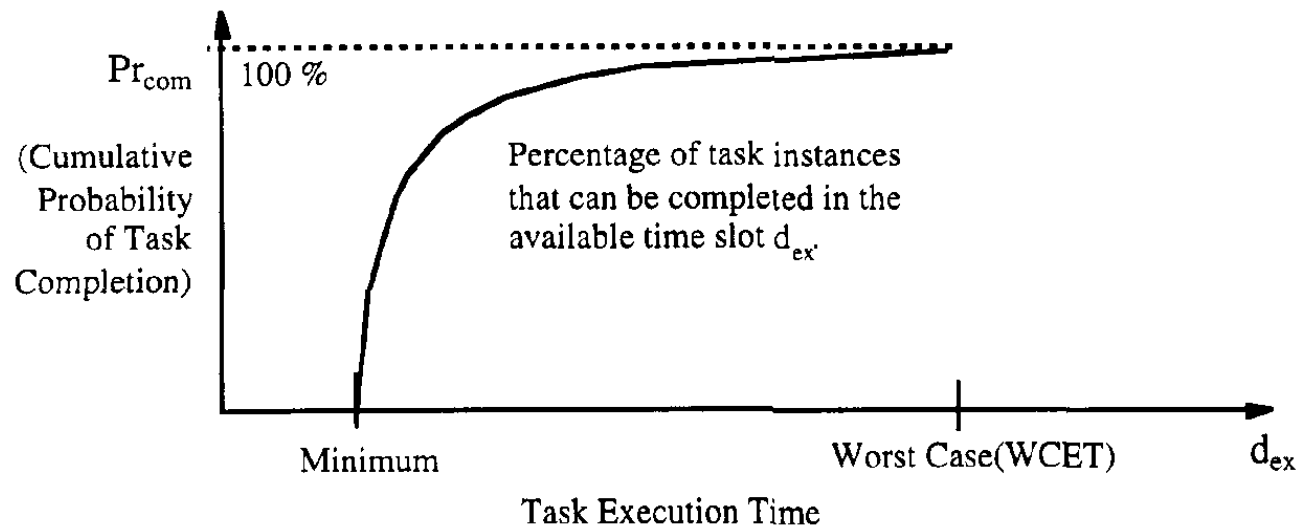 Pr_com
100 %
(Cumulative
Probability
of Task
Completion)
Percentage of task instances
that can be completed in the
available time slot d_ex.
Minimum
Worst Case(WCET)
d_ex
Task Execution Time